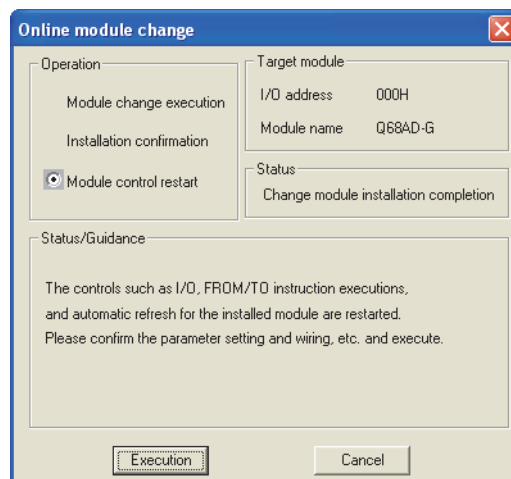 Online module change
Operation
Module change execution
Installation confirmation
Module control restart
Target module
I/O address 000H
Module name Q68AD-G
Status
Change module installation completion
Status/Guidance
The controls such as I/O, FROM/TO instruction executions,
and automatic refresh for the installed module are restarted.
Please confirm the parameter setting and wiring, etc. and execute.
Execution
Cancel